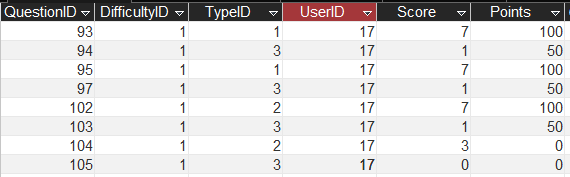 QuestionID DifficultyID TypeID UserID Score Points
93 1 1 17 7 100
94 1 3 17 1 50
95 1 1 17 7 100
97 1 3 17 1 50
102 1 2 17 7 100
103 1 3 17 1 50
104 1 2 17 3 0
105 1 3 17 0 0